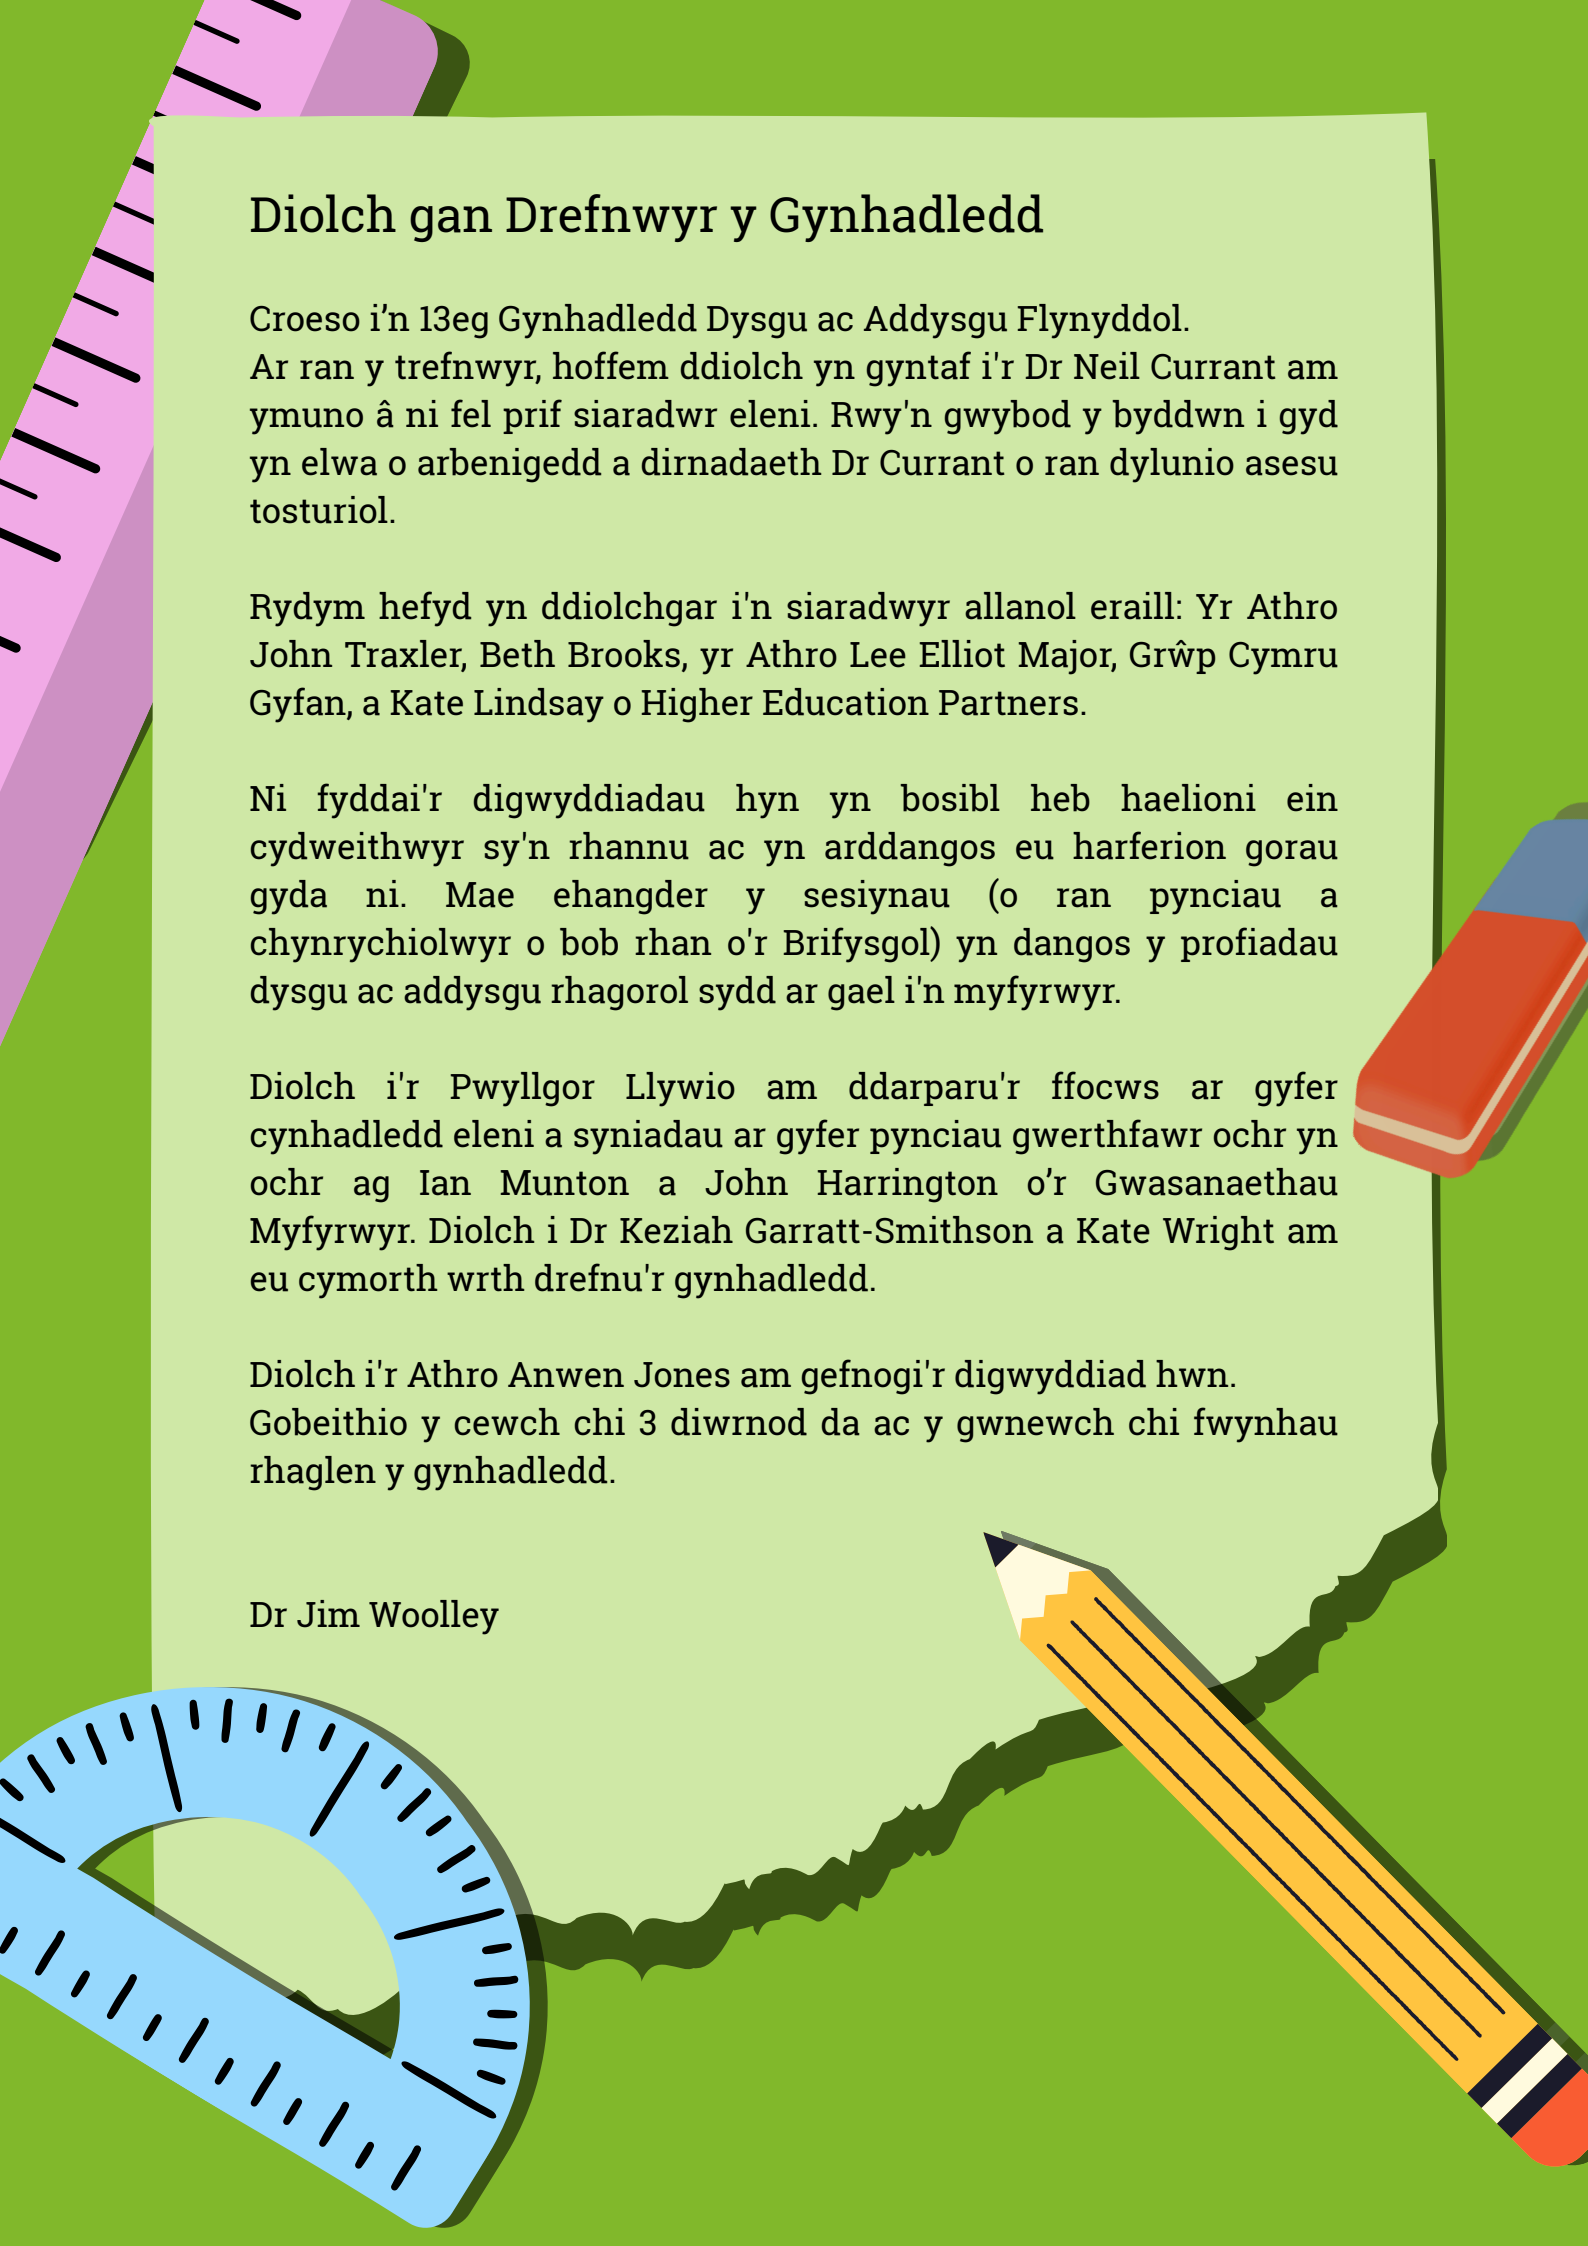 Diolch gan Drefnwyr y Gynhadledd
Croeso i’n 13eg Gynhadledd Dysgu ac Addysgu Flynyddol.
Ar ran y trefnwyr, hoffem ddiolch yn gyntaf i'r Dr Neil Currant am
ymuno â ni fel prif siaradwr eleni. Rwy'n gwybod y byddwn i gyd
yn elwa o arbenigedd a dirnadaeth Dr Currant o ran dylunio asesu
tosturiol.
Rydym hefyd yn ddiolchgar i'n siaradwyr allanol eraill: Yr Athro
John Traxler, Beth Brooks, yr Athro Lee Elliot Major, Grŵp Cymru
Gyfan, a Kate Lindsay o Higher Education Partners.
Ni fyddai'r digwyddiadau hyn yn bosibl heb haelioni ein
cydweithwyr sy'n rhannu ac yn arddangos eu harferion gorau
gyda ni. Mae ehangder y sesiynau (o ran pynciau a
chynrychiolwyr o bob rhan o'r Brifysgol) yn dangos y profiadau
dysgu ac addysgu rhagorol sydd ar gael i'n myfyrwyr.
Diolch i'r Pwyllgor Llywio am ddarparu'r ffocws ar gyfer
cynhadledd eleni a syniadau ar gyfer pynciau gwerthfawr ochr yn
ochr ag Ian Munton a John Harrington o’r Gwasanaethau
Myfyrwyr. Diolch i Dr Keziah Garratt-Smithson a Kate Wright am
eu cymorth wrth drefnu'r gynhadledd.
Diolch i'r Athro Anwen Jones am gefnogi'r digwyddiad hwn.
Gobeithio y cewch chi 3 diwrnod da ac y gwnewch chi fwynhau
rhaglen y gynhadledd.
Dr Jim Woolley